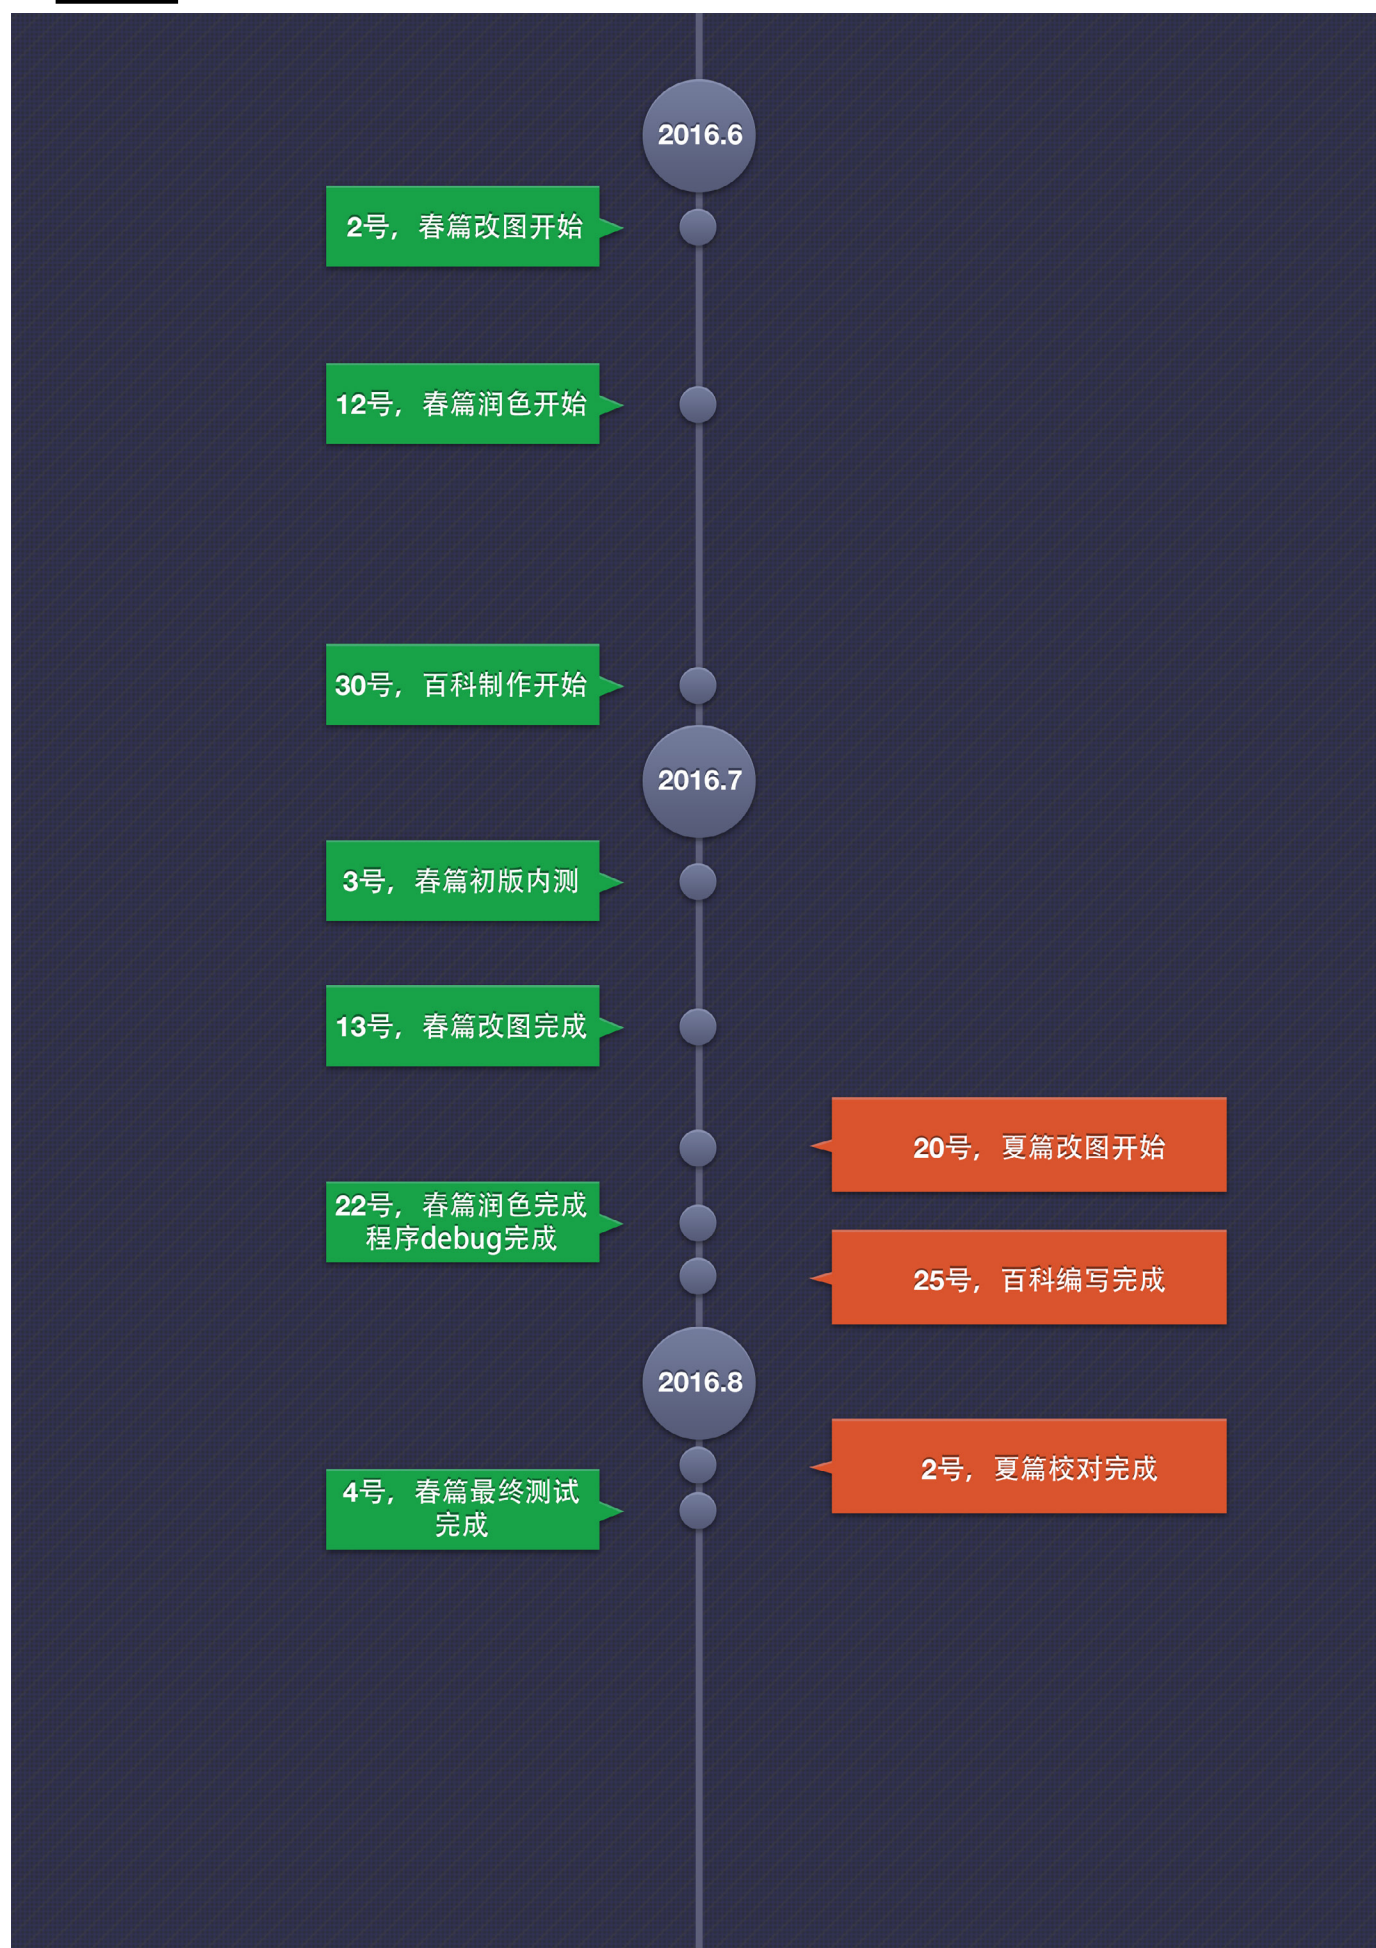 2016.6
2号，春篇改图开始
12号，春篇润色开始
30号，百科制作开始
2016.7
3号，春篇初版内测
13号，春篇改图完成
20号，夏篇改图开始
22号，春篇润色完成
程序debug完成
25号，百科编写完成
2016.8
2号，夏篇校对完成
4号，春篇最终测试
完成